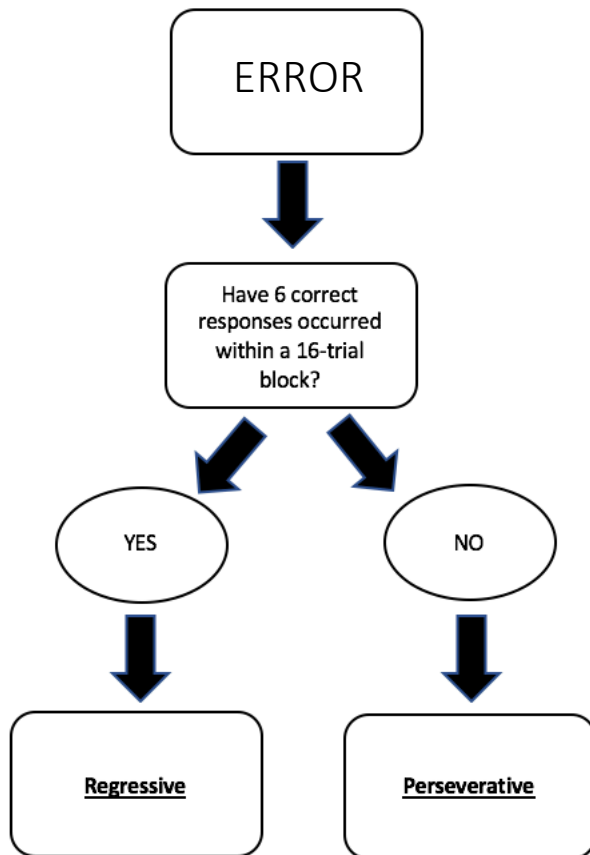 ERROR
Have 6 correct
responses occurred
within a 16-trial
block?
YES
NO
Regressive
Perseverative